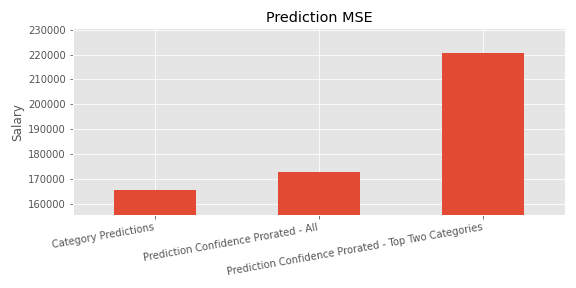 Prediction MSE
230000
220000
210000
200000
190000
180000
170000
160000
Salary
Category Predictions
Prediction Confidence Prorated - All
Prediction Confidence Prorated - Top Two Categories